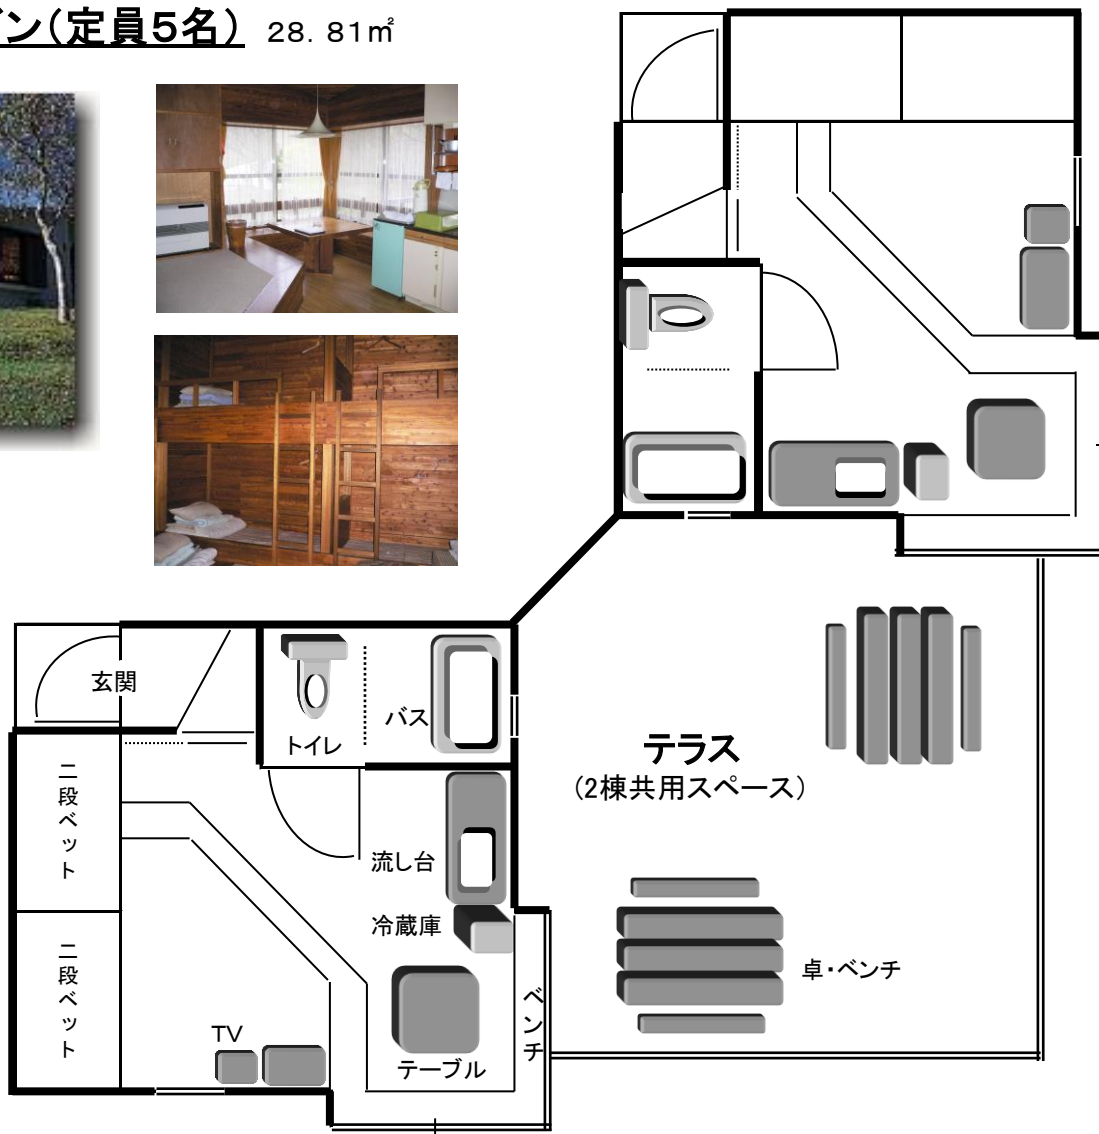 ン(定員5名) 28.81㎡
玄関
トイレ
バス
二段ベット
二段ベット
流し台
冷蔵庫
テラス
(2棟共用スペース)
卓・ベンチ
ベンチ
TV
テーブル